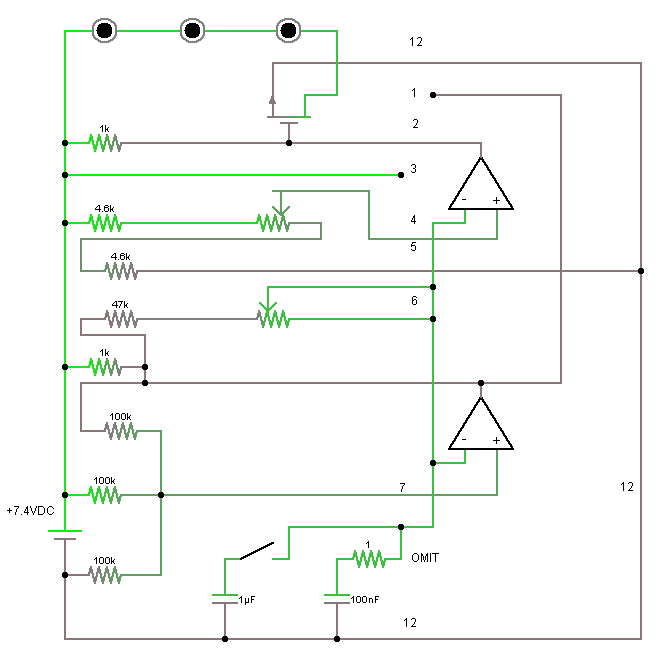 12
1
2
1k
3
4.6k
- +
4
5
4.6k
6
47k
1k
100k
- +
100k
7
12
+7.4VDC
1
OMIT
100k
1µF
100nF
12